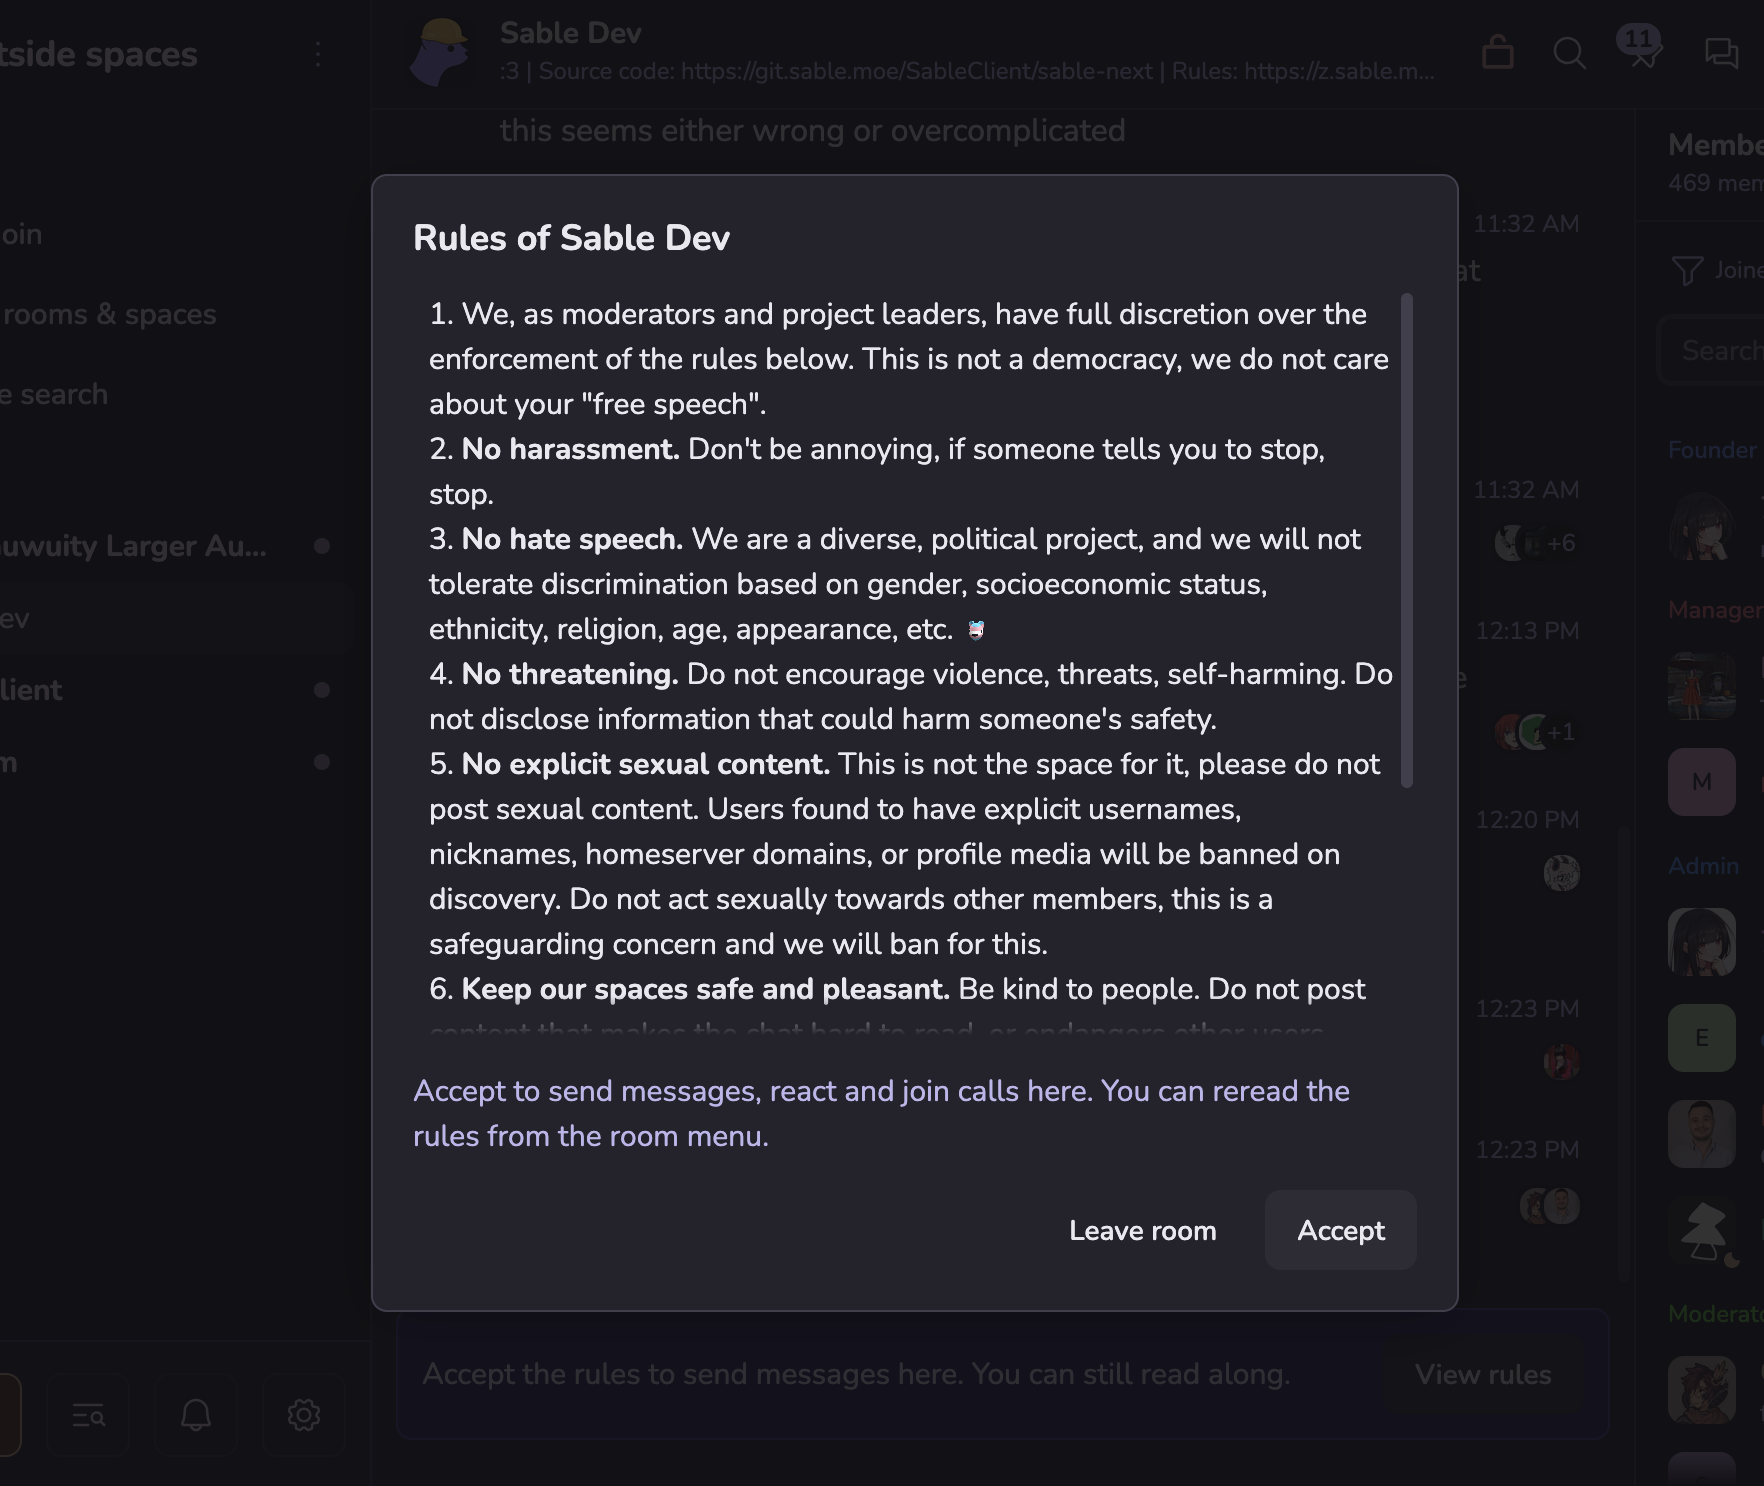 tside spaces
Sable Dev
:3 | Source code: https://git.sable.moe/SableClient/sable-next | Rules: https://z.sable.m...
11
this seems either wrong or overcomplicated
Membe
469 mem
oin
rooms & spaces
e search
uwuity Larger Au...
ev
lient
m
11:32 AM
at
11:32 AM
+6
12:13 PM
e
+1
12:20 PM
12:23 PM
12:23 PM
Rules of Sable Dev
1. We, as moderators and project leaders, have full discretion over the
enforcement of the rules below. This is not a democracy, we do not care
about your "free speech".
2. No harassment. Don't be annoying, if someone tells you to stop,
stop.
3. No hate speech. We are a diverse, political project, and we will not
tolerate discrimination based on gender, socioeconomic status,
ethnicity, religion, age, appearance, etc.
4. No threatening. Do not encourage violence, threats, self-harming. Do
not disclose information that could harm someone's safety.
5. No explicit sexual content. This is not the space for it, please do not
post sexual content. Users found to have explicit usernames,
nicknames, homeserver domains, or profile media will be banned on
discovery. Do not act sexually towards other members, this is a
safeguarding concern and we will ban for this.
6. Keep our spaces safe and pleasant. Be kind to people. Do not post
content that makes the chat hard to read, or endangers other users
Accept to send messages, react and join calls here. You can reread the
rules from the room menu.
Leave room
Accept
Accept the rules to send messages here. You can still read along.
View rules
Joine
Search
Founder
Manager
M
Admin
E
Moderato